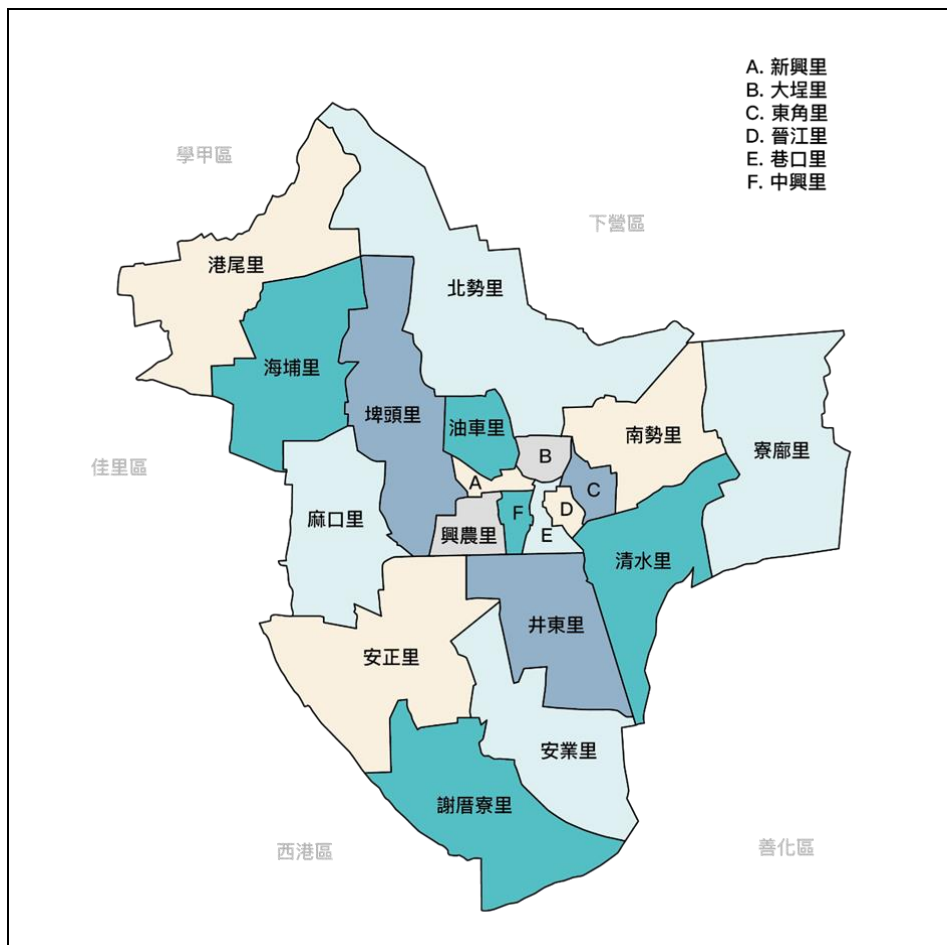 A. 新興里
B. 大埕里
C. 東角里
D. 晉江里
E. 巷口里
F. 中興里
學甲區
下營區
港尾里
北勢里
海埔里
埤頭里
油車里
南勢里
寮廍里
B
佳里區
A
C
麻口里
F
D
興農里
E
清水里
井東里
安正里
安業里
謝厝寮里
西港區
善化區